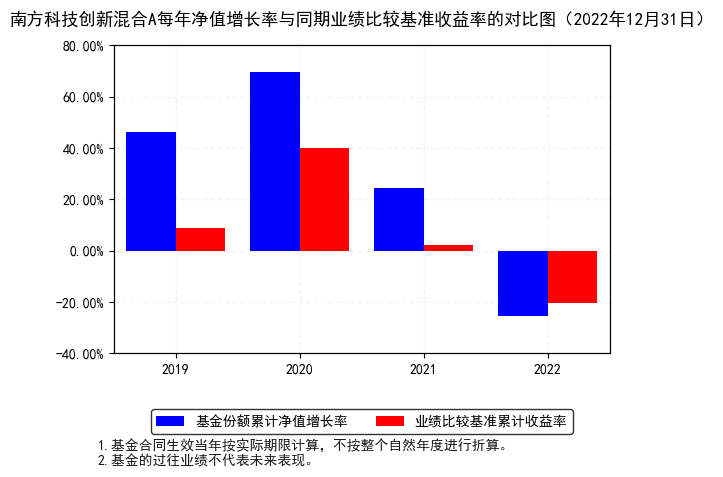 南方科技创新混合A每年净值增长率与同期业绩比较基准收益率的对比图（2022年12月31日）
80.00%
60.00%
40.00%
20.00%
0.00%
-20.00%
-40.00%
2019 2020 2021 2022
基金份额累计净值增长率 业绩比较基准累计收益率
1.基金合同生效当年按实际期限计算，不按整个自然年度进行折算。
2.基金的过往业绩不代表未来表现。